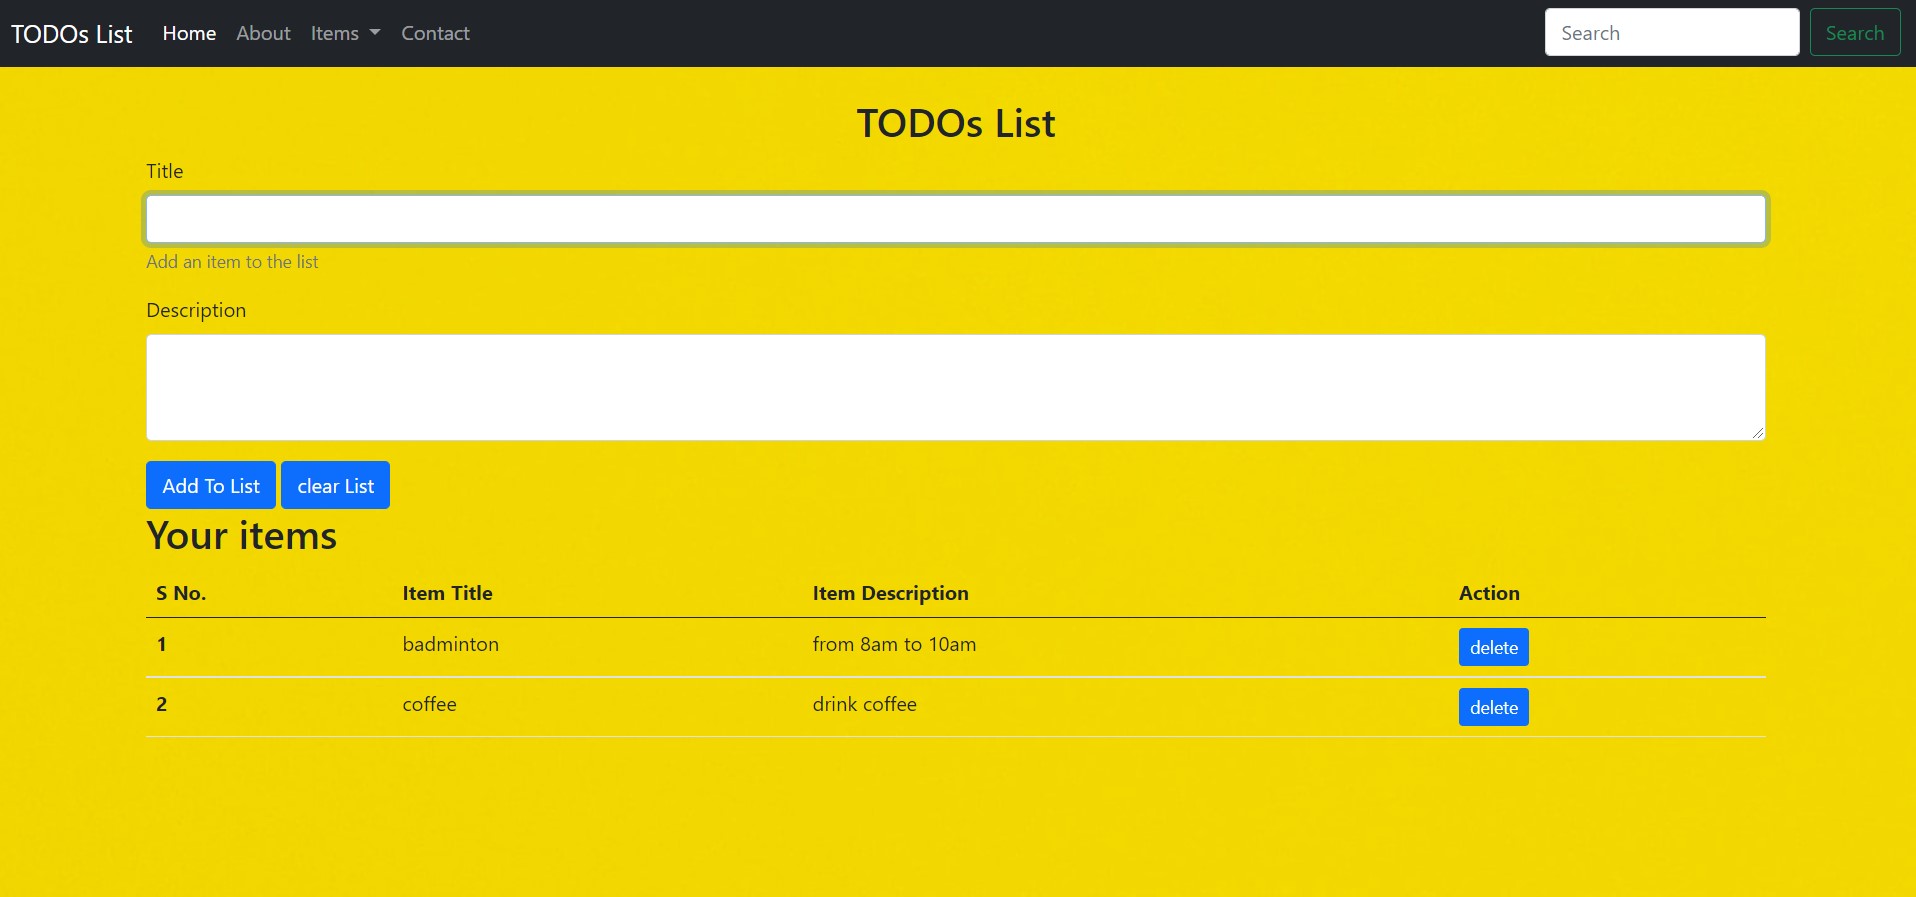 TODOs List Home About Items Contact Search Search
TODOs List
Title
Add an item to the list
Description
Add To List clear List
Your items
S No. Item Title Item Description Action
1 badminton from 8am to 10am delete
2 coffee drink coffee delete